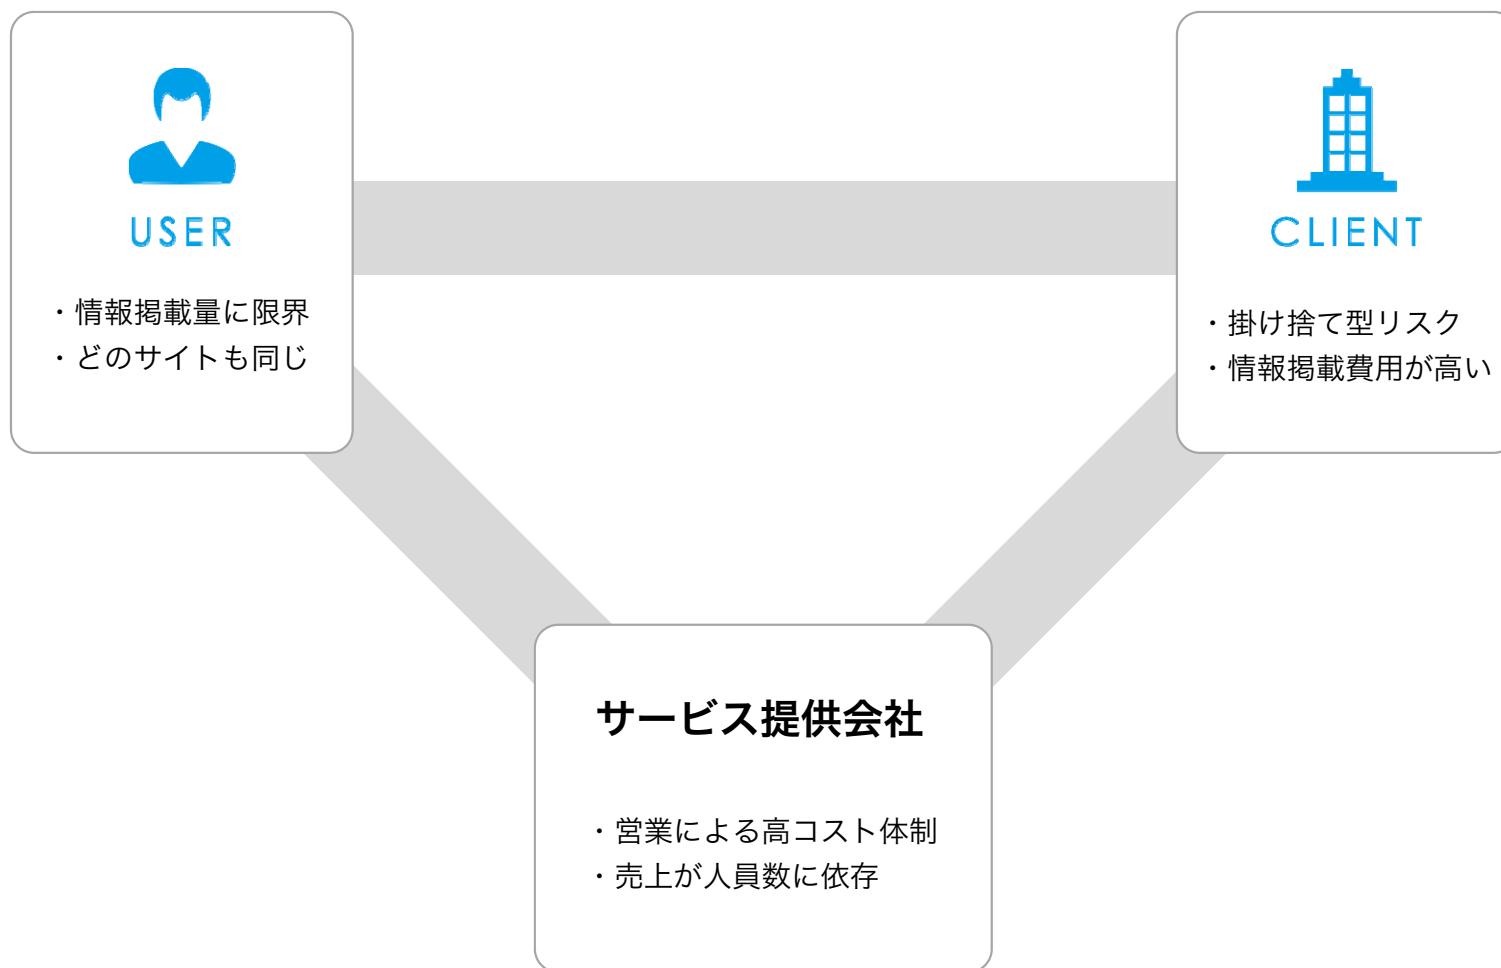 USER
・情報掲載量に限界
・どのサイトも同じ
CLIENT
・掛け捨て型リスク
・情報掲載費用が高い
サービス提供会社
・営業による高コスト体制
・売上が人員数に依存